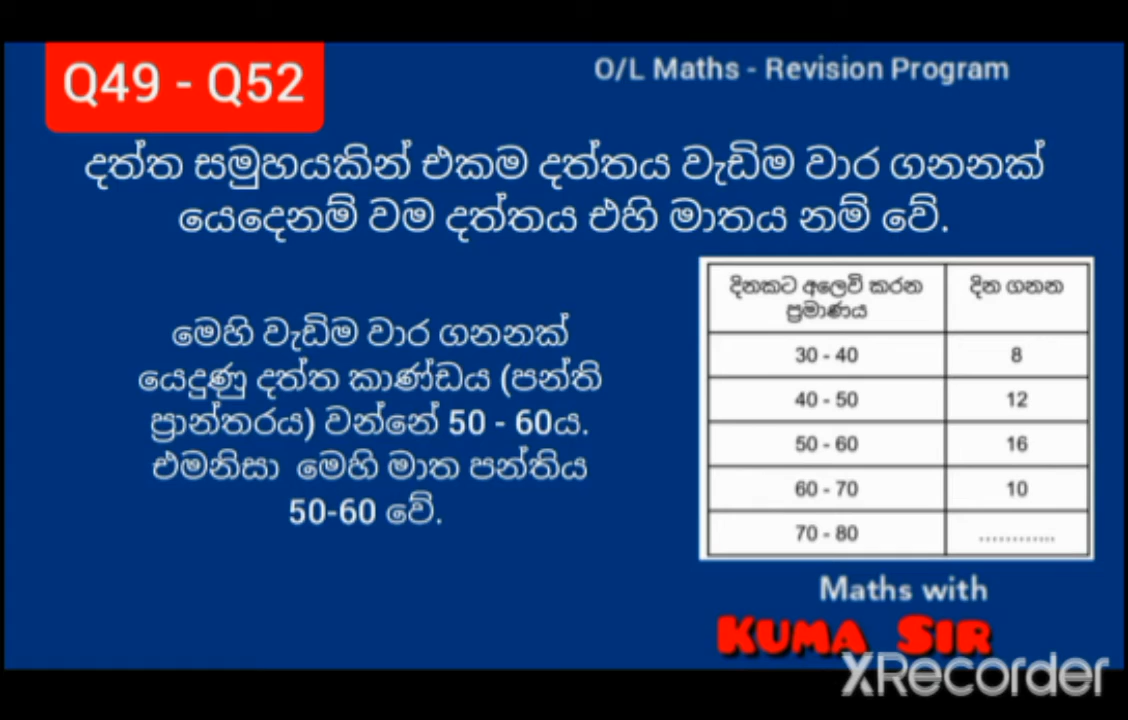 Q49 - Q52
O/L Maths - Revision Program
දත්ත සමුහයකින් එකම දත්තය වැඩිම වාර ගනනක්
යෙදෙනම් වම දත්තය එහි මාතය නම් වේ.
මෙහි වැඩිම වාර ගනනක්
යෙදුණු දත්ත කාණ්ඩය (පන්ති
ප්‍රාන්තරය) වන්නේ 50 - 60ය.
එමනිසා මෙහි මාත පන්තිය
50-60 වේ.
දිනකට අලෙවි කරන
ප්‍රමාණය
දින ගනන
30 - 40 8
40 - 50 12
50 - 60 16
60 - 70 10
70 - 80 .............
Maths with
KUMA SIR
XRecorder